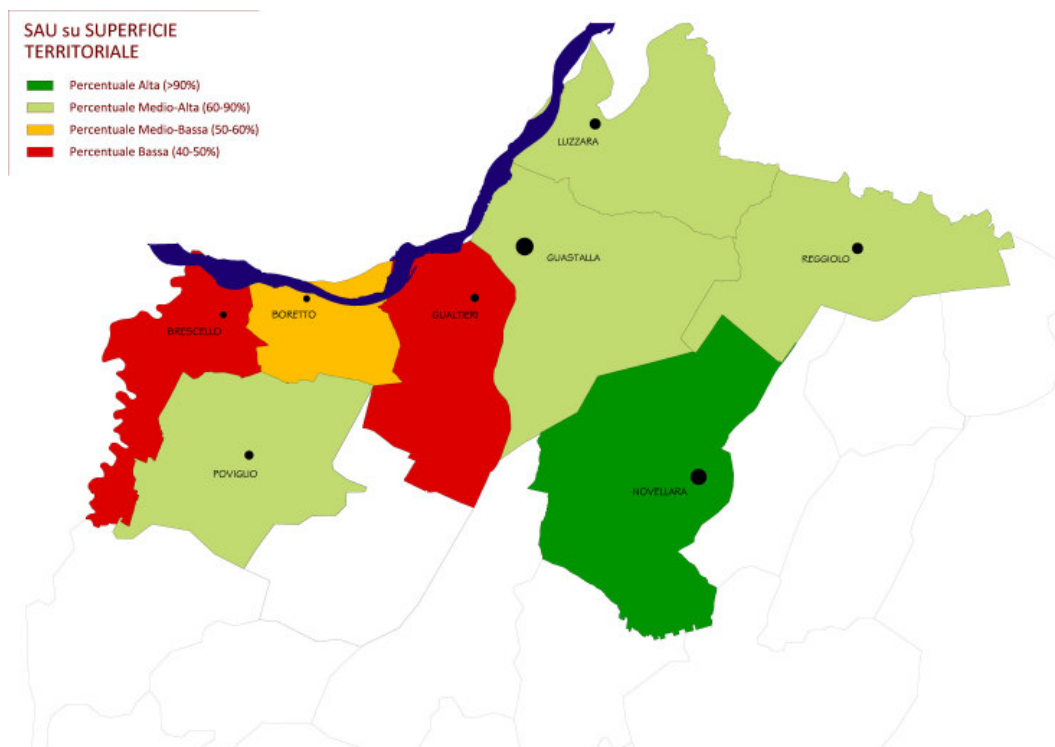 SAU su SUPERFICIE
TERRITORIALE
Percentuale Alta (>90%)
Percentuale Medio-Alta (60-90%)
Percentuale Medio-Bassa (50-60%)
Percentuale Bassa (40-50%)
LUZZARA
GUASTALLA
REGGIOLO
BRESCELLO
BORETTO
GUALTIERI
POVIGLIO
NOVELLARA